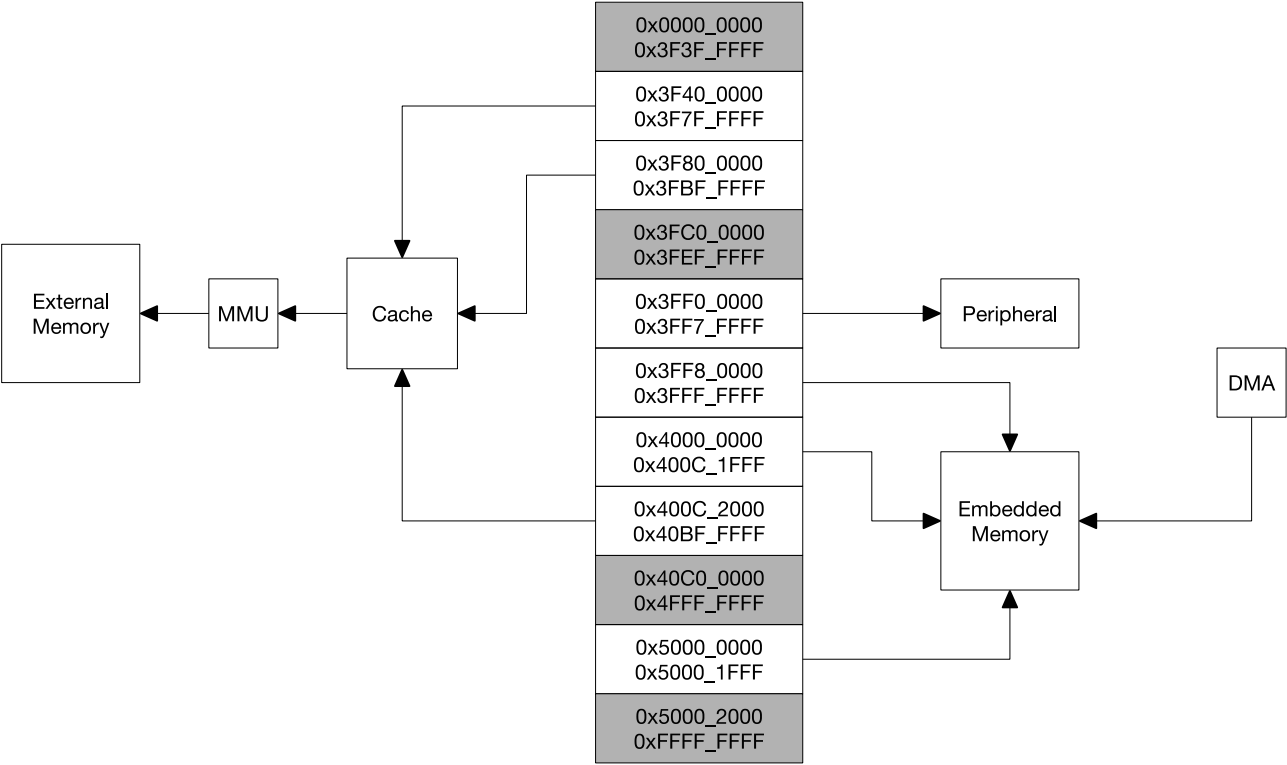 0x0000_0000
0x3F3F_FFFF
0x3F40_0000
0x3F7F_FFFF
0x3F80_0000
0x3FBF_FFFF
0x3FC0_0000
0x3FEF_FFFF
0x3FF0_0000
0x3FF7_FFFF
0x3FF8_0000
0x3FFF_FFFF
0x4000_0000
0x400C_1FFF
0x400C_2000
0x40BF_FFFF
0x40C0_0000
0x4FFF_FFFF
0x5000_0000
0x5000_1FFF
0x5000_2000
0xFFFF_FFFF
External
Memory
MMU
Cache
Peripheral
DMA
Embedded
Memory